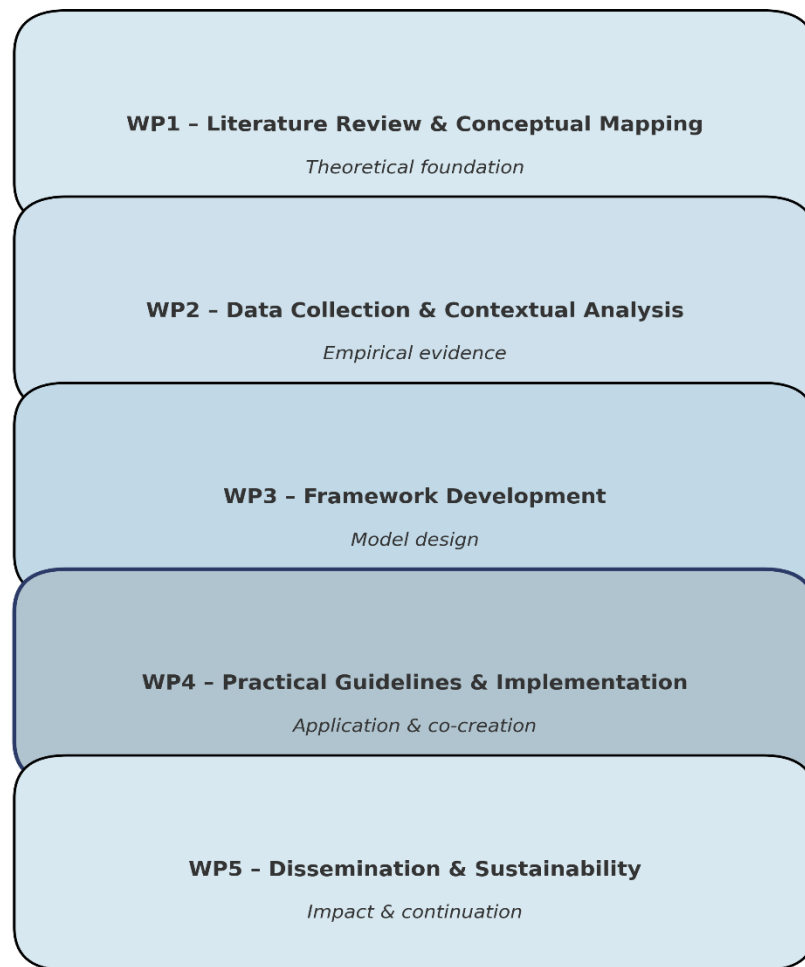 WP1 – Literature Review & Conceptual Mapping
Theoretical foundation
WP2 – Data Collection & Contextual Analysis
Empirical evidence
WP3 – Framework Development
Model design
WP4 – Practical Guidelines & Implementation
Application & co-creation
WP5 – Dissemination & Sustainability
Impact & continuation